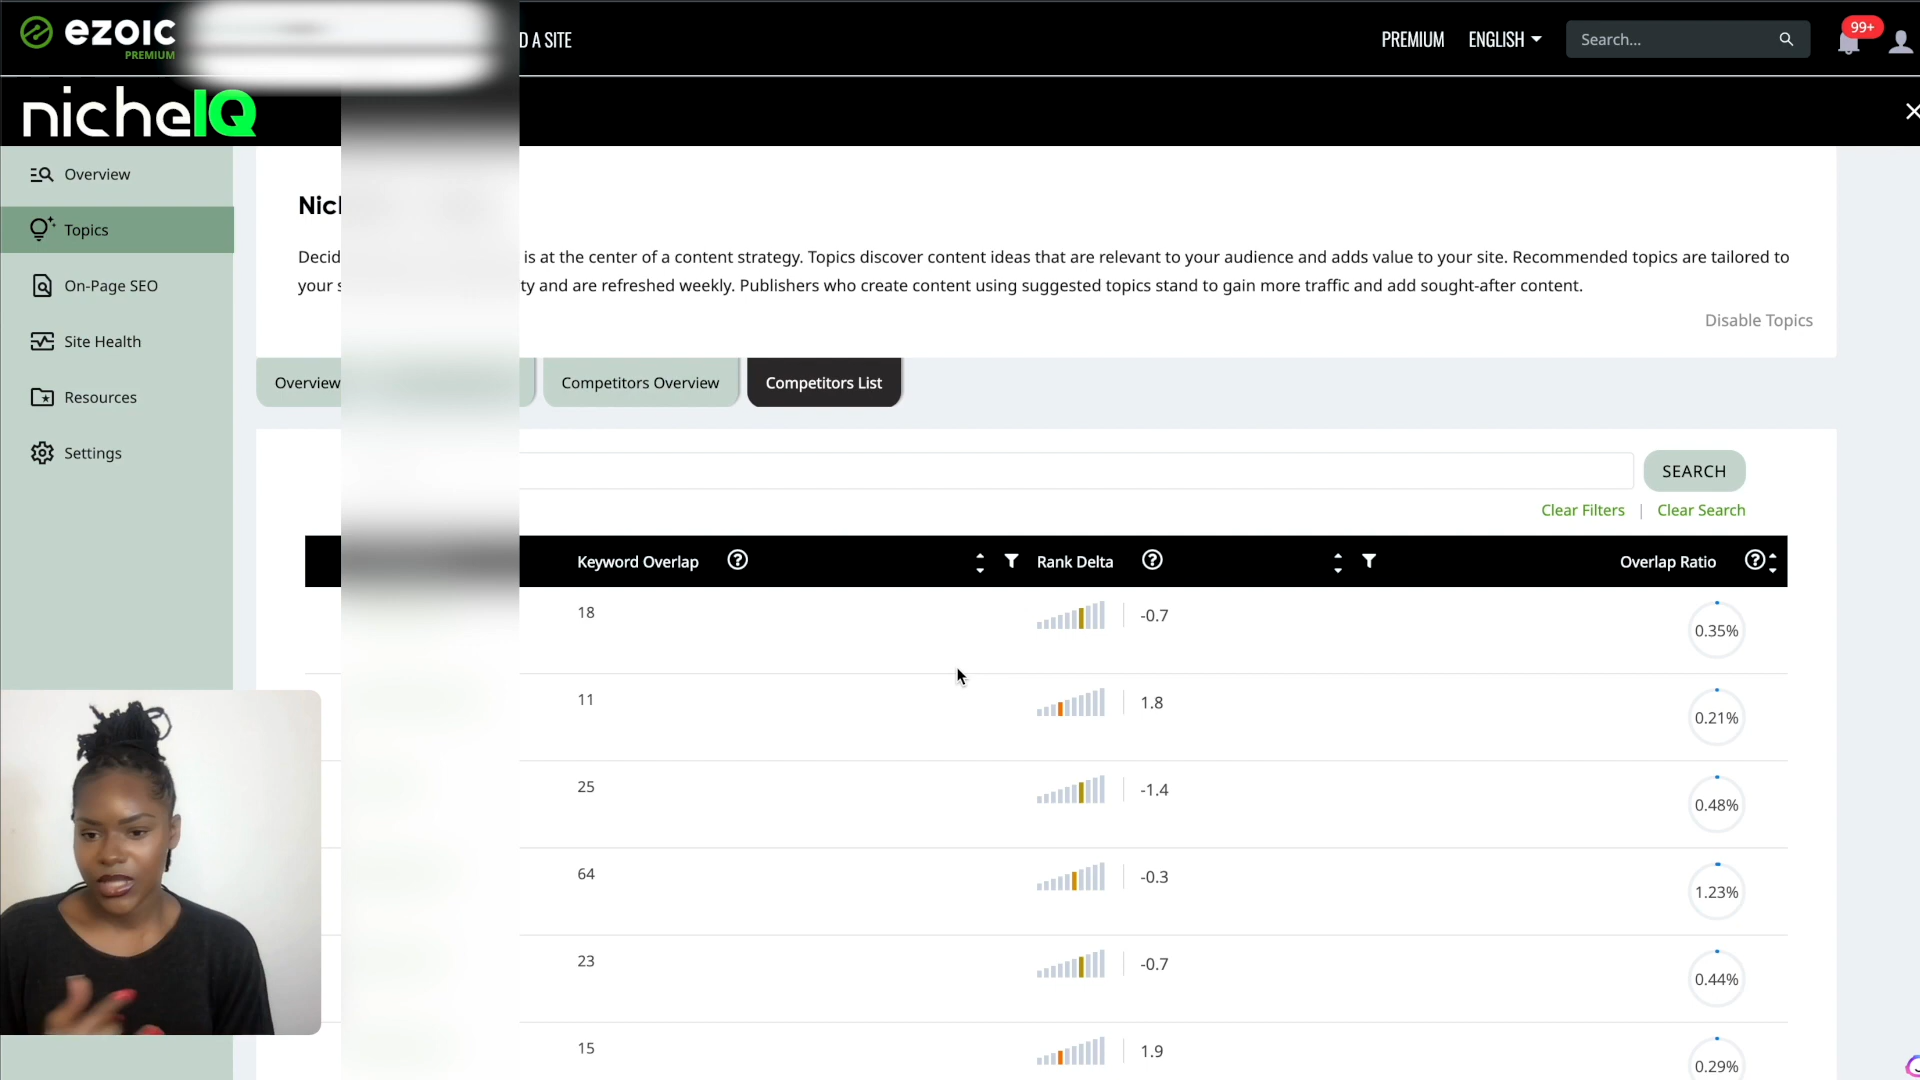 ezoic
PREMIUM
D A SITE
PREMIUM
ENGLISH
Search...
99+
nicheIQ
Overview
Topics
On-Page SEO
Site Health
Resources
Settings
Nic
Decid is at the center of a content strategy. Topics discover content ideas that are relevant to your audience and adds value to your site. Recommended topics are tailored to
your s ty and are refreshed weekly. Publishers who create content using suggested topics stand to gain more traffic and add sought-after content.
Disable Topics
Overview
Competitors Overview
Competitors List
SEARCH
Clear Filters | Clear Search
Keyword Overlap ? Rank Delta ? Overlap Ratio ?
18 -0.7 0.35%
11 1.8 0.21%
25 -1.4 0.48%
64 -0.3 1.23%
23 -0.7 0.44%
15 1.9 0.29%